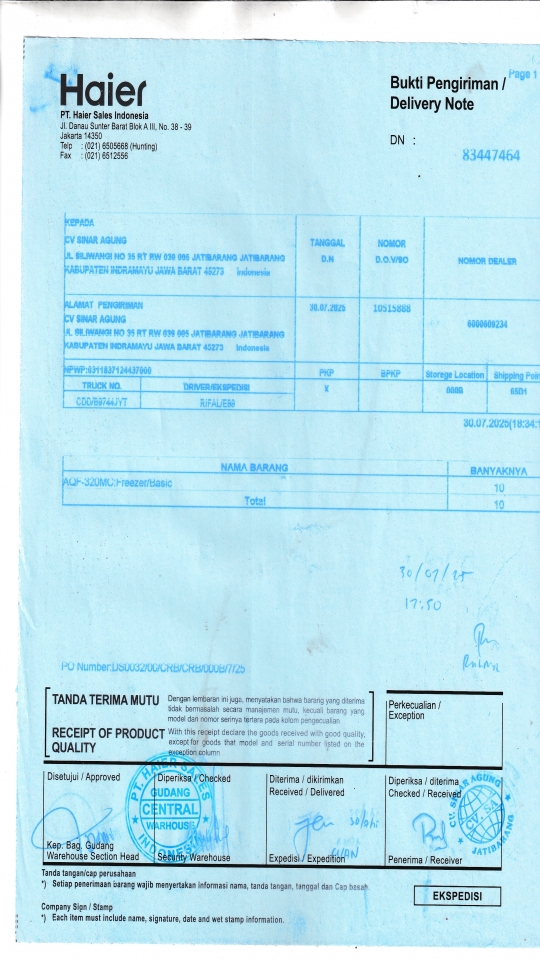 Page 1
Haier
Bukti Pengiriman /
Delivery Note
PT. Haier Sales Indonesia
Jl. Danau Sunter Barat Blok A III, No. 38 - 39
Jakarta 14350
Telp : (021) 6505668 (Hunting)
Fax : (021) 6512556
DN :
83447464
KEPADA
CV SINAR AGUNG
JL SILIWANGI NO 35 RT RW 039 005 JATIBARANG JATIBARANG
KABUPATEN INDRAMAYU JAWA BARAT 45273 Indonesia
TANGGAL
D.N
NOMOR
D.O.V/SO
NOMOR DEALER
ALAMAT PENGIRIMAN
CV SINAR AGUNG
JL SILIWANGI NO 35 RT RW 039 005 JATIBARANG JATIBARANG
KABUPATEN INDRAMAYU JAWA BARAT 45273 Indonesia
30.07.2025
10515888
0000600234
NPWP:0311837124437000
PKP
BPKP
Storage Location
Shipping Point
TRUCK NO.
DRIVER/EKSPEDISI
X
000B
65D1
CDD/B9744JYT
30.07.2025(18:34:1
NAMA BARANG
BANYAKNYA
AQF-320MC:Freezer/Basic
10
Total
10
30/07/25
17:50
PO Number:DS0032/00/CRB/CRB/000B/7/25
TANDA TERIMA MUTU
Dengan lembaran ini juga, menyatakan bahwa barang yang diterima
tidak bermasalah secara manajemen mutu, kecuali barang yang
model dan nomor serinya tertera pada kolom pengecualian
RECEIPT OF PRODUCT
QUALITY
With this receipt declare the goods received with good quality,
except for goods that model and serial number listed on the
exception column
Perkecualian /
Exception
Disetujui / Approved
Diperiksa / Checked
Diterima / dikirimkan
Received / Delivered
Diperiksa / diterima
Checked / Received
PT. HAIER SALES
GUDANG
CENTRAL
WARHOUSE
INDONESIA
CV. SINAR AGUNG
CV. SA
JATIBARANG
Kep. Bag. Gudang
Warehouse Section Head
Security Warehouse
Expedisi / Expedition
Penerima / Receiver
Tanda tangan/cap perusahaan
*) Setiap penerimaan barang wajib menyertakan informasi nama, tanda tangan, tanggal dan Cap basah.
EKSPEDISI
Company Sign / Stamp
*) Each item must include name, signature, date and wet stamp information.